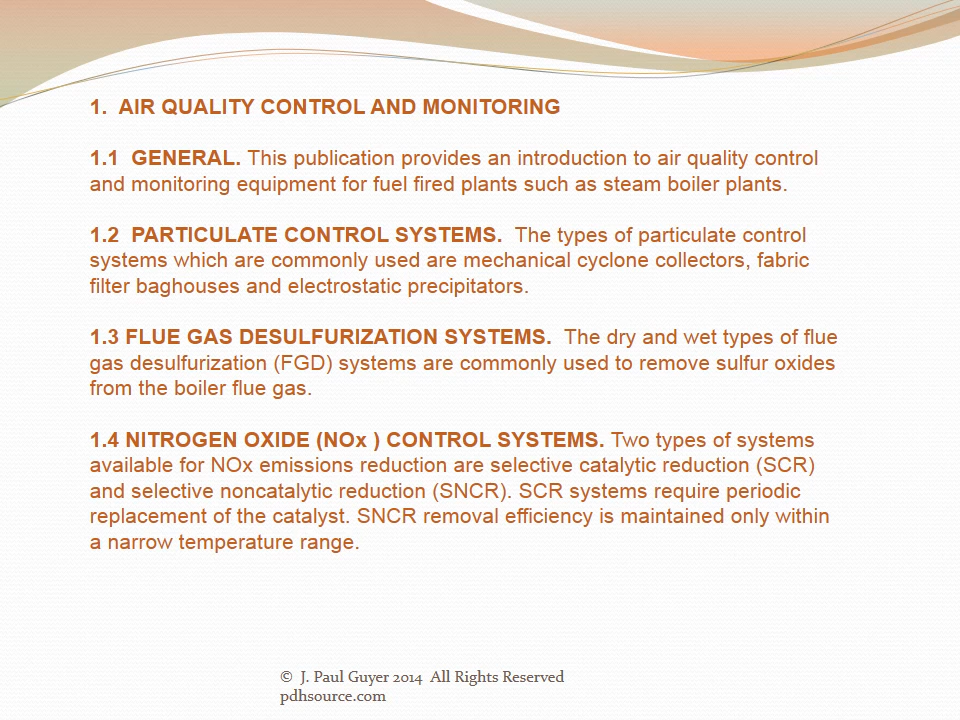 1.  AIR QUALITY CONTROL AND MONITORING
1.1  GENERAL. This publication provides an introduction to air quality control
and monitoring equipment for fuel fired plants such as steam boiler plants.
1.2  PARTICULATE CONTROL SYSTEMS.  The types of particulate control
systems which are commonly used are mechanical cyclone collectors, fabric
filter baghouses and electrostatic precipitators.
1.3 FLUE GAS DESULFURIZATION SYSTEMS.  The dry and wet types of flue
gas desulfurization (FGD) systems are commonly used to remove sulfur oxides
from the boiler flue gas.
1.4 NITROGEN OXIDE (NOx ) CONTROL SYSTEMS. Two types of systems
available for NOx emissions reduction are selective catalytic reduction (SCR)
and selective noncatalytic reduction (SNCR). SCR systems require periodic
replacement of the catalyst. SNCR removal efficiency is maintained only within
a narrow temperature range.
©  J. Paul Guyer 2014  All Rights Reserved
pdhsource.com